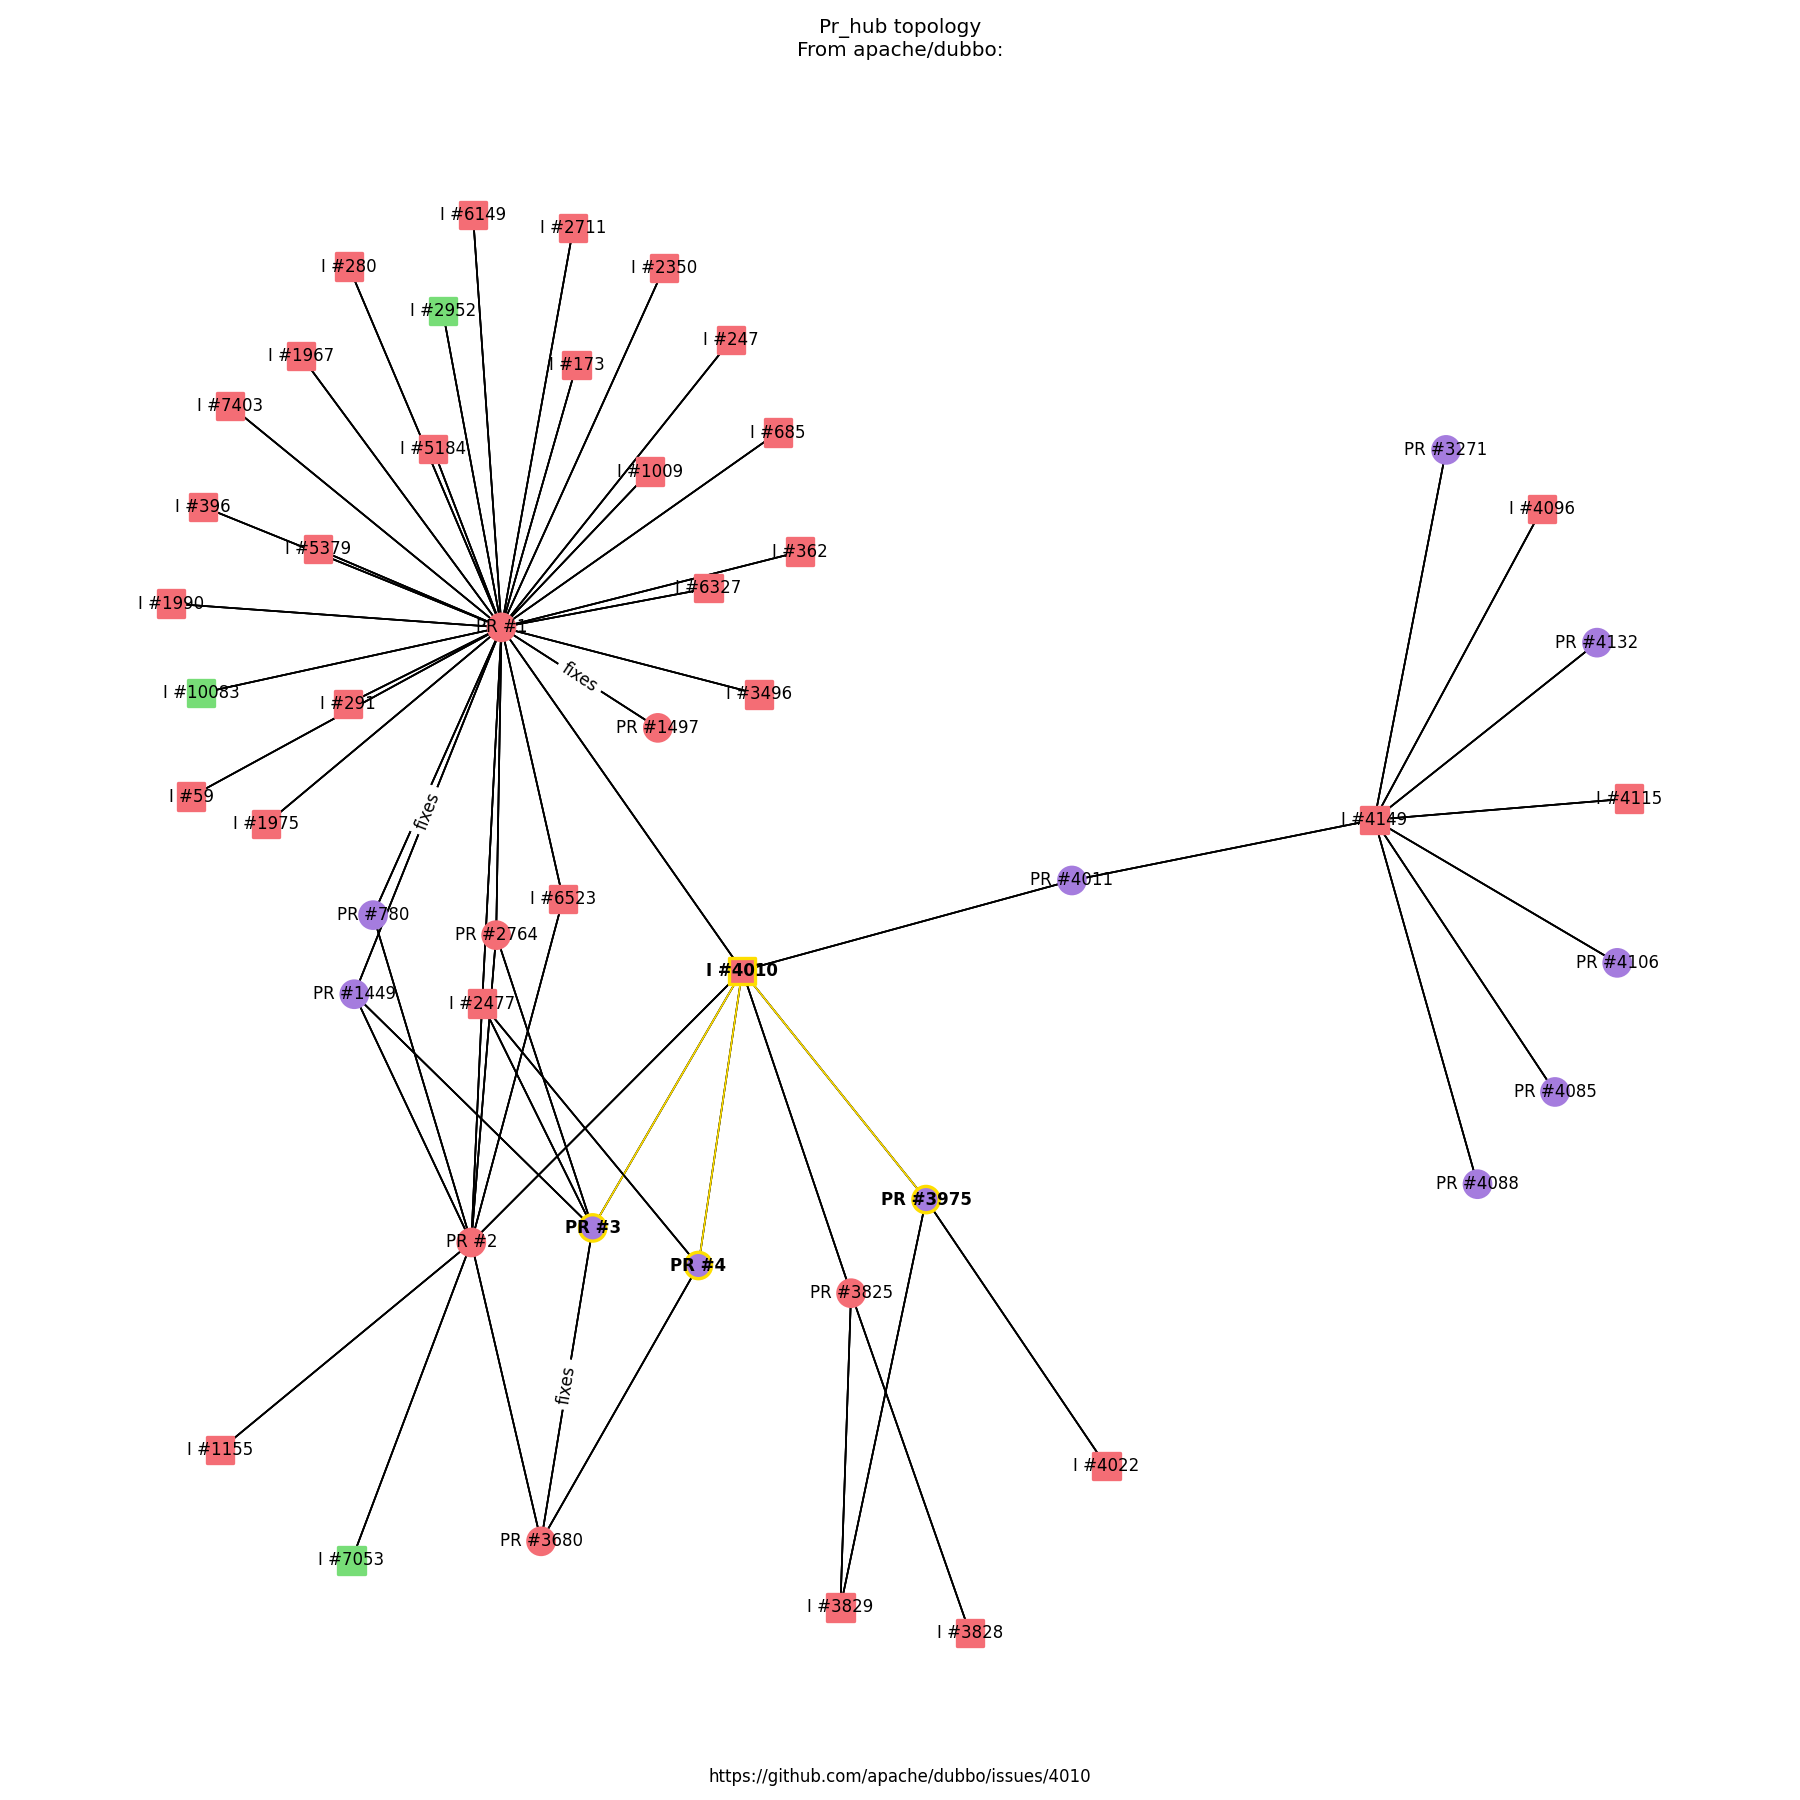 Pr_hub topology
From apache/dubbo:
I #6149
I #2711
I #280
I #2350
I #2952
I #247
I #1967
I #173
I #7403
I #685
I #5184
PR #3271
I #1009
I #396
I #4096
I #5379
I #362
I #6327
I #1990
PR #1
PR #4132
fixes
I #10083
I #3496
I #291
PR #1497
I #59
I #4115
fixes
I #4149
I #1975
PR #4011
I #6523
PR #780
PR #2764
PR #4106
I #4010
PR #1449
I #2477
PR #4085
PR #4088
PR #3975
PR #3
PR #2
PR #4
PR #3825
fixes
I #1155
I #4022
PR #3680
I #7053
I #3829
I #3828
https://github.com/apache/dubbo/issues/4010